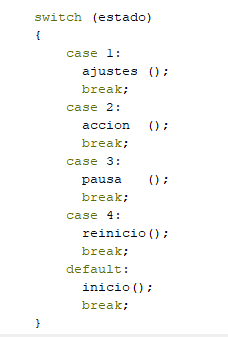 switch (estado)
{
case 1:
ajustes ();
break;
case 2:
accion  ();
break;
case 3:
pausa   ();
break;
case 4:
reinicio();
break;
default:
inicio();
break;
}